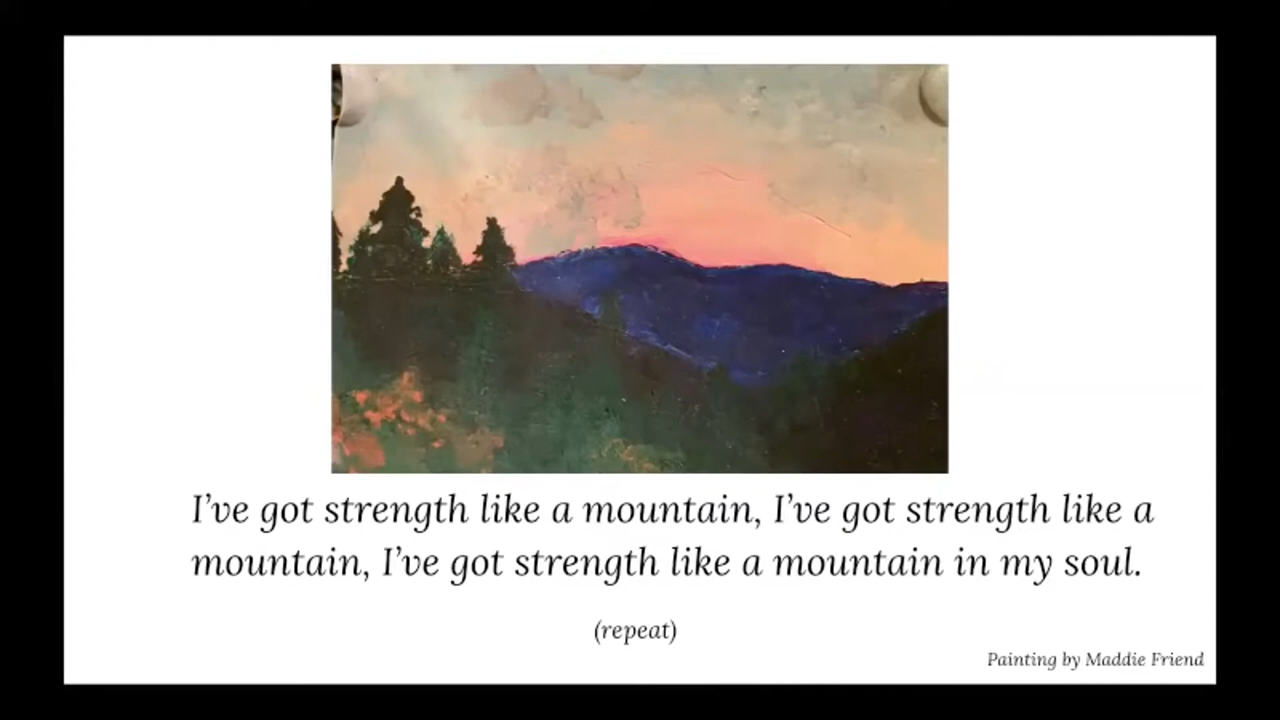 I’ve got strength like a mountain, I’ve got strength like a
mountain, I’ve got strength like a mountain in my soul.
(repeat)
Painting by Maddie Friend